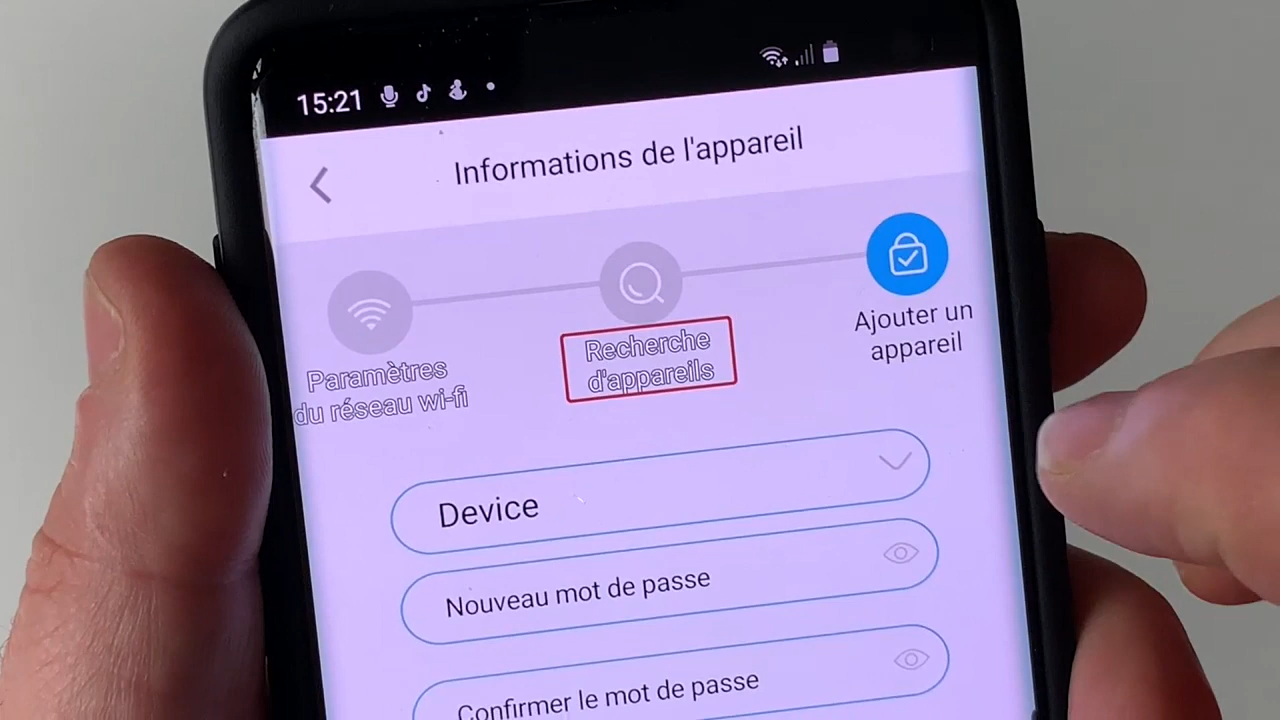 15:21
Informations de l'appareil
Paramètres
du réseau wi-fi
Recherche
d'appareils
Ajouter un
appareil
Device
Nouveau mot de passe
Confirmer le mot de passe